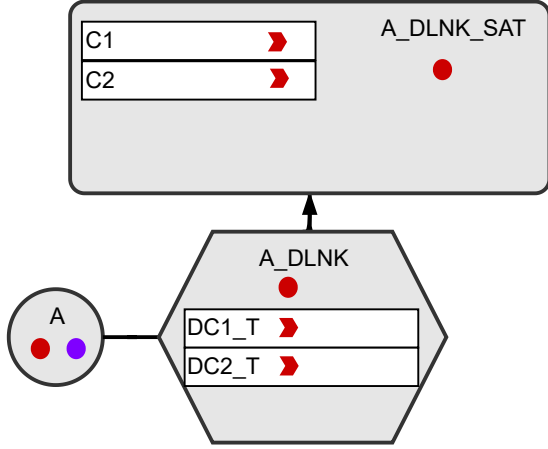 C1
A_DLNK_SAT
C2
A_DLNK
A
DC1_T
DC2_T